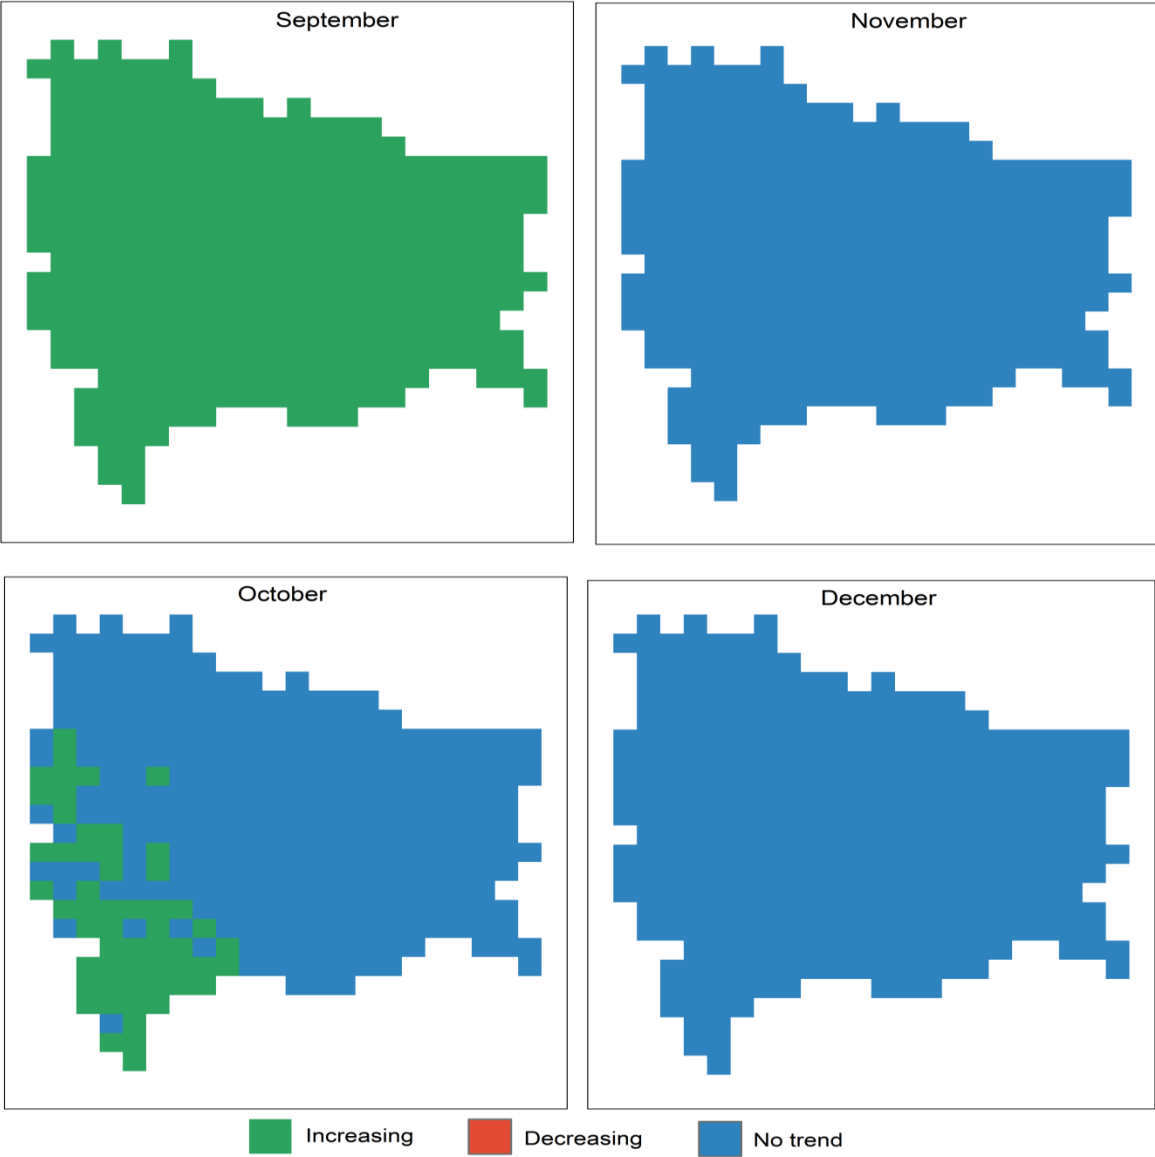 September
November
October
December
Increasing
Decreasing
No trend